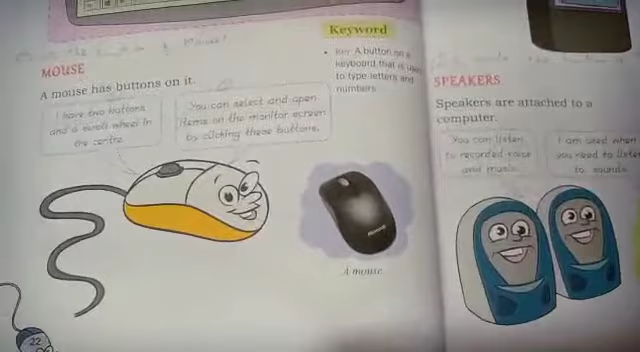 Keyword
• Key: A button on a
keyboard that is used
to type letters and
numbers
MOUSE
A mouse has buttons on it.
I have two buttons
and a scroll wheel in
the centre.
You can select and open
items on the monitor screen
by clicking these buttons.
A mouse
22
SPEAKERS
Speakers are attached to a
computer.
You can listen
to recorded voice
and music.
I am used when
you need to listen
to sounds.